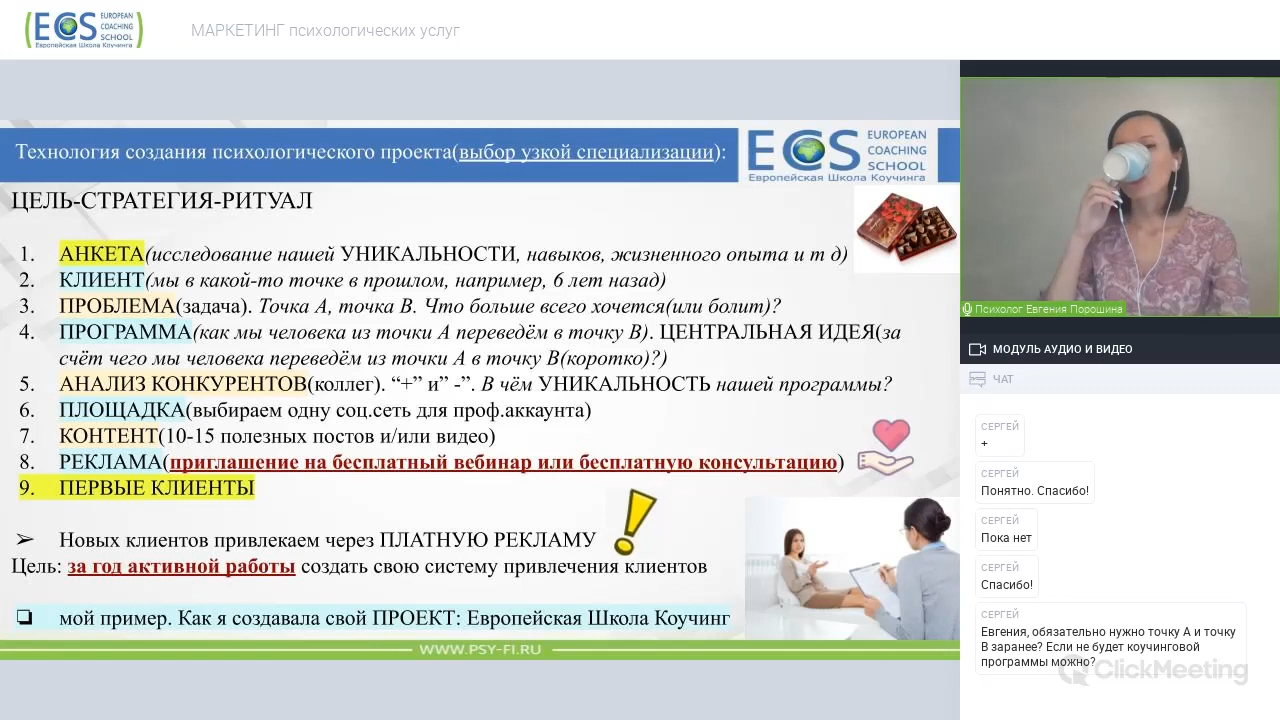 ECS EUROPEAN
COACHING
SCHOOL
Европейская Школа Коучинга
МАРКЕТИНГ психологических услуг
Технология создания психологического проекта(выбор узкой специализации):
ECS EUROPEAN
COACHING
SCHOOL
Европейская Школа Коучинга
ЦЕЛЬ-СТРАТЕГИЯ-РИТУАЛ
1. АНКЕТА(исследование нашей УНИКАЛЬНОСТИ, навыков, жизненного опыта и т д)
2. КЛИЕНТ(мы в какой-то точке в прошлом, например, 6 лет назад)
3. ПРОБЛЕМА(задача). Точка А, точка В. Что больше всего хочется(или болит)?
4. ПРОГРАММА(как мы человека из точки А переведём в точку В). ЦЕНТРАЛЬНАЯ ИДЕЯ(за
счёт чего мы человека переведём из точки А в точку В(коротко)?)
5. АНАЛИЗ КОНКУРЕНТОВ(коллег). “+” и” -”. В чём УНИКАЛЬНОСТЬ нашей программы?
6. ПЛОЩАДКА(выбираем одну соц.сеть для проф.аккаунта)
7. КОНТЕНТ(10-15 полезных постов и/или видео)
8. РЕКЛАМА(приглашение на бесплатный вебинар или бесплатную консультацию)
9. ПЕРВЫЕ КЛИЕНТЫ
➢ Новых клиентов привлекаем через ПЛАТНУЮ РЕКЛАМУ
Цель: за год активной работы создать свою систему привлечения клиентов
❏ мой пример. Как я создавала свой ПРОЕКТ: Европейская Школа Коучинг
WWW.PSY-FI.RU
Психолог Евгения Порошина
МОДУЛЬ АУДИО И ВИДЕО
ЧАТ
СЕРГЕЙ
+
СЕРГЕЙ
Понятно. Спасибо!
СЕРГЕЙ
Пока нет
СЕРГЕЙ
Спасибо!
СЕРГЕЙ
Евгения, обязательно нужно точку А и точку
В заранее? Если не будет коучинговой
программы можно?
ClickMeeting